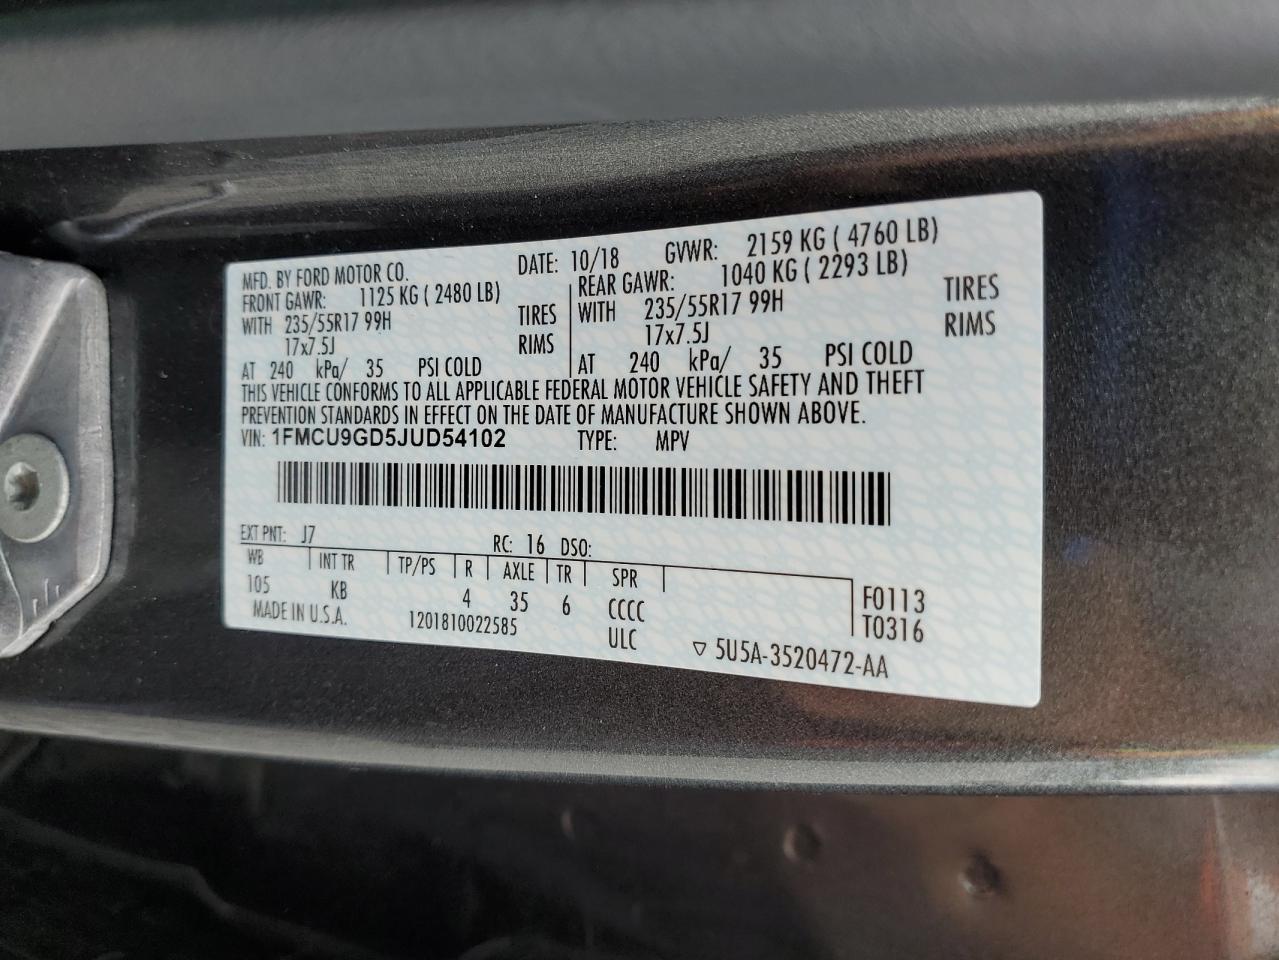 MFD. BY FORD MOTOR CO. DATE: 10/18 GVWR: 2159 KG ( 4760 LB)
FRONT GAWR: 1125 KG ( 2480 LB) REAR GAWR: 1040 KG ( 2293 LB)
WITH 235/55R17 99H TIRES WITH 235/55R17 99H TIRES
17x7.5J RIMS 17x7.5J RIMS
AT 240 kPa/ 35 PSI COLD AT 240 kPa/ 35 PSI COLD
THIS VEHICLE CONFORMS TO ALL APPLICABLE FEDERAL MOTOR VEHICLE SAFETY AND THEFT
PREVENTION STANDARDS IN EFFECT ON THE DATE OF MANUFACTURE SHOWN ABOVE.
VIN: 1FMCU9GD5JUD54102 TYPE: MPV
EXT PNT: J7 RC: 16 DSO:
WB INT TR TP/PS R AXLE TR SPR
105 KB 4 35 6 CCCC F0113
MADE IN U.S.A. 1201810022585 ULC T0316
5U5A-3520472-AA